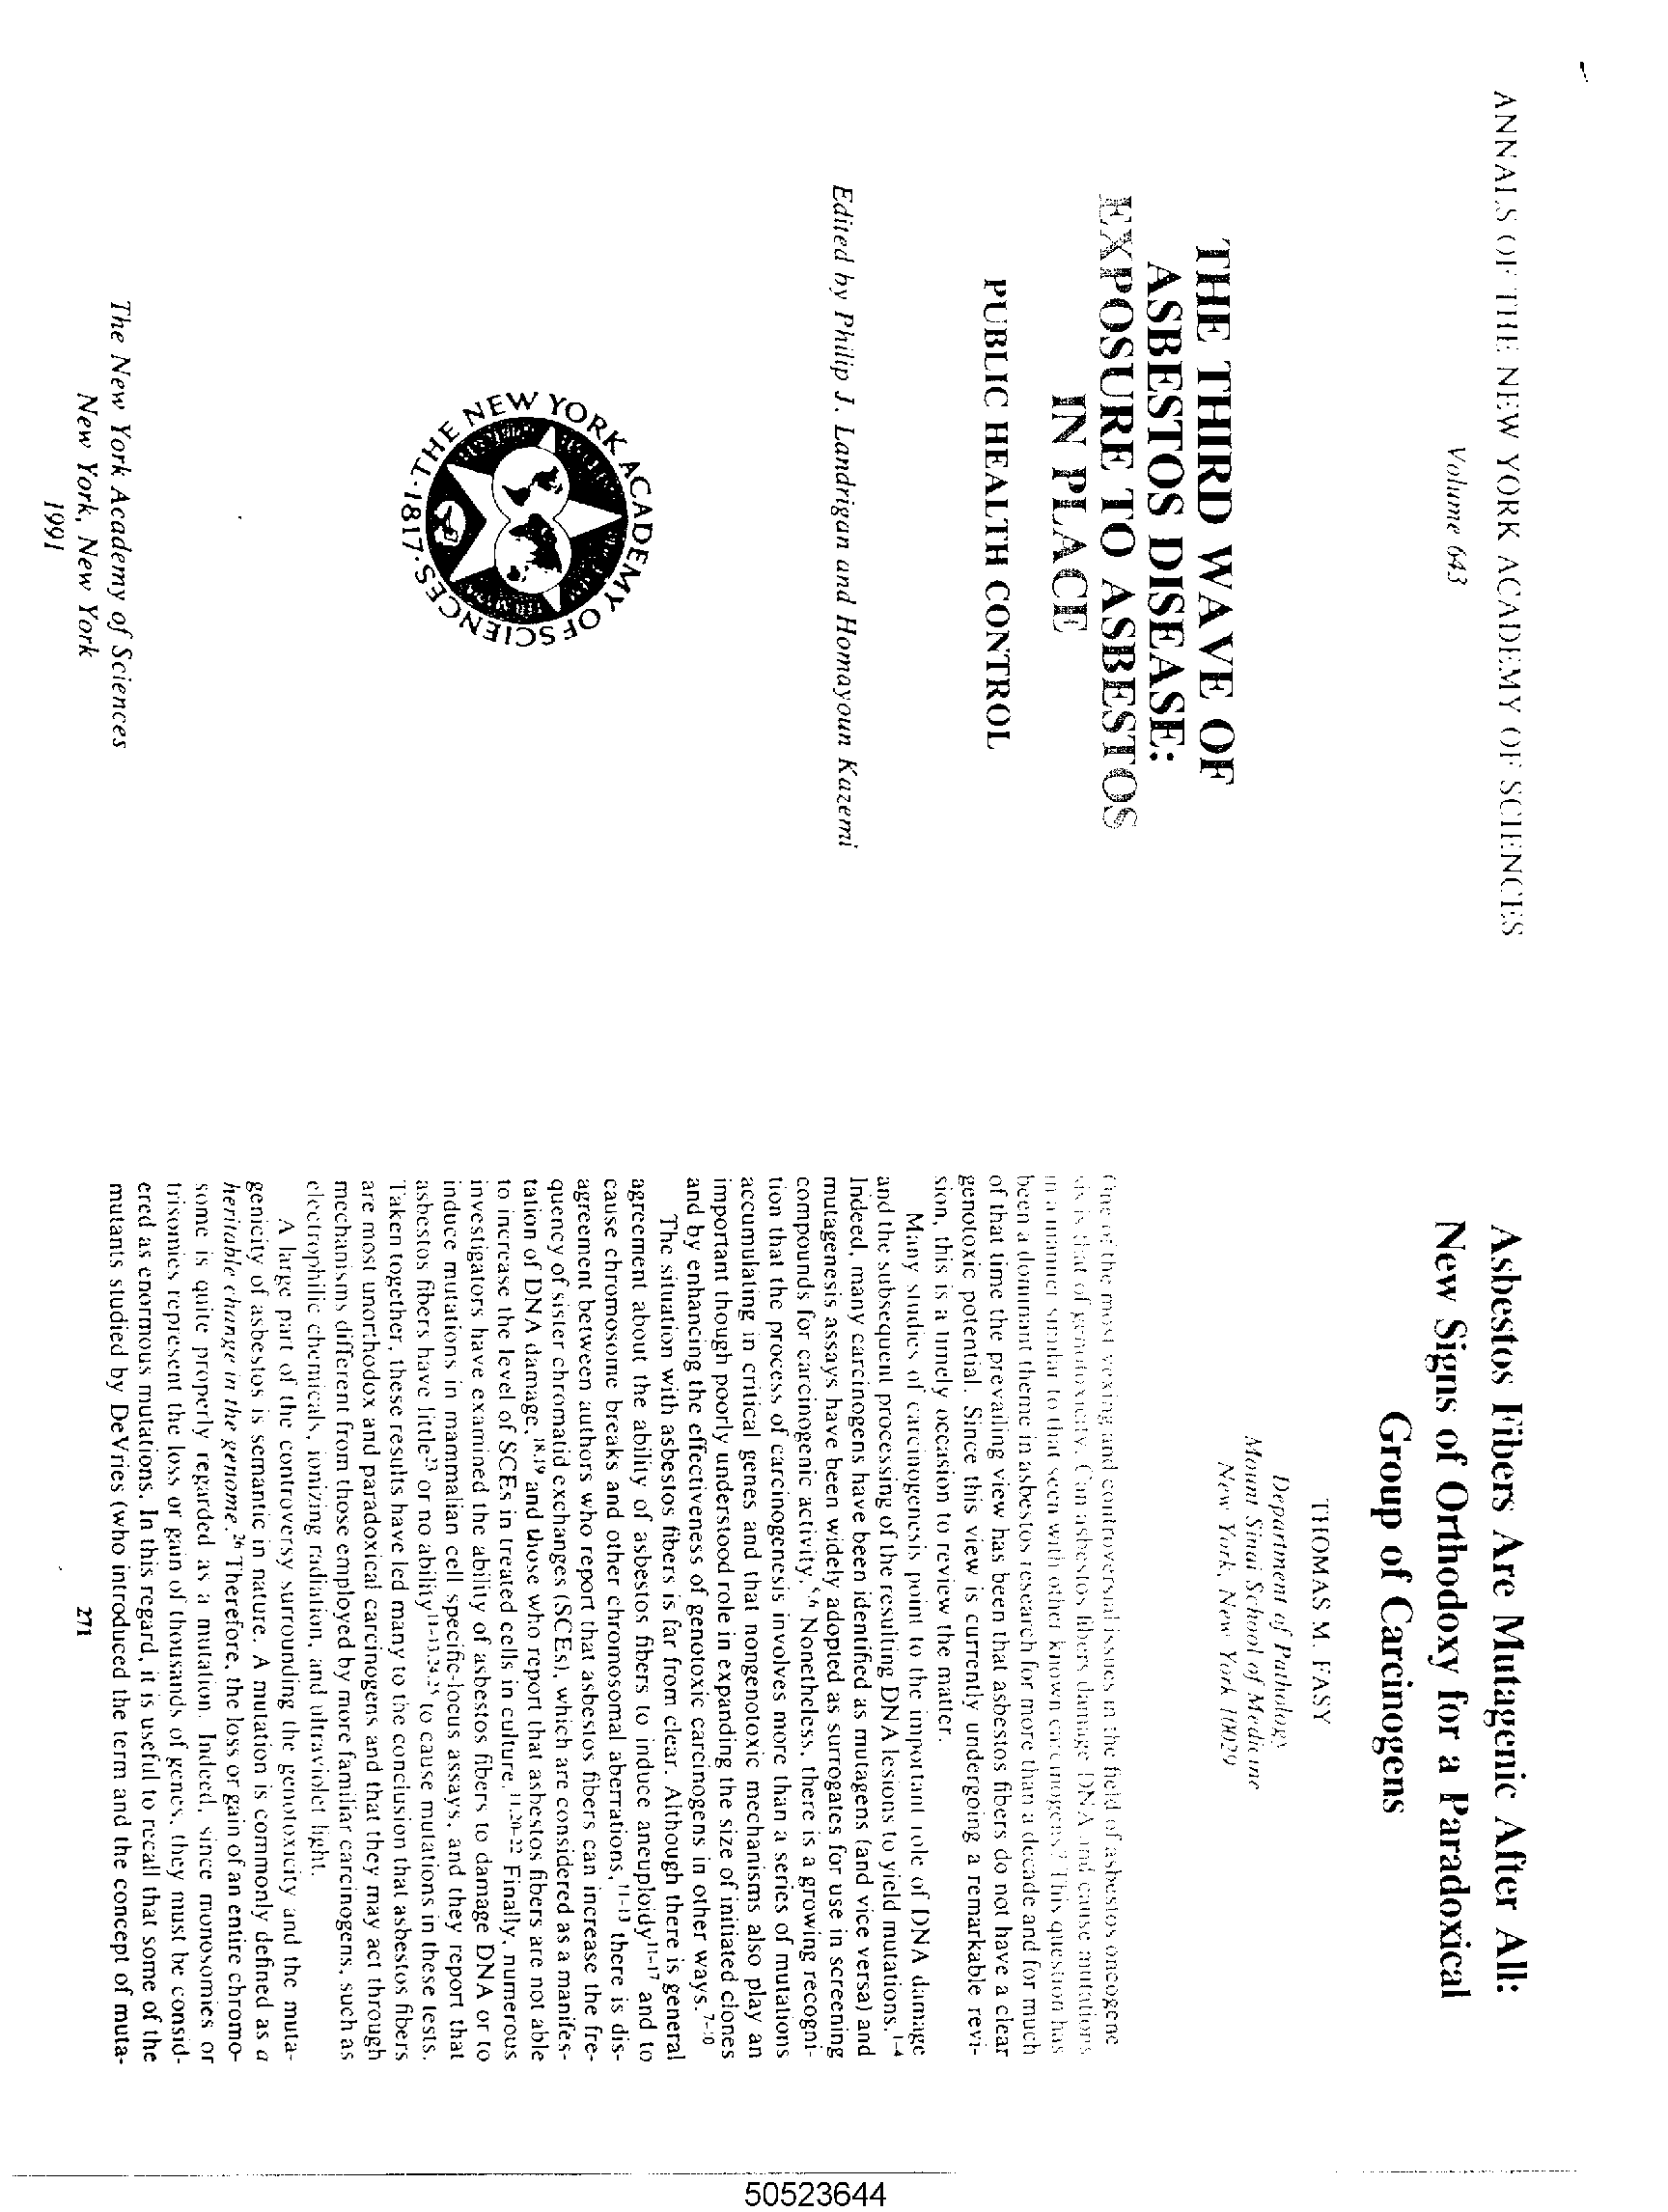 ANNALS OF THE NEW YORK ACADEMY OF SCIENCES
Volume 643
THE THIRD WAVE OF
ASBESTOS DISEASE:
EXPOSURE TO ASBESTOS
IN PLACE
PUBLIC HEALTH CONTROL
Edited by Philip J. Landrigan and Homayoun Kazemi
THE NEW YORK ACADEMY OF SCIENCES · 1817 ·
The New York Academy of Sciences
New York, New York
1991
Asbestos Fibers Are Mutagenic After All:
New Signs of Orthodoxy for a Paradoxical
Group of Carcinogens
THOMAS M. FASY
Department of Pathology
Mount Sinai School of Medicine
New York, New York 10029
One of the most vexing and controversial issues in the field of asbestos oncogene-
sis is that of genotoxicity. Can asbestos fibers damage DNA and cause mutations
in a manner similar to that seen with other known carcinogens? This question has
been a dominant theme in asbestos research for more than a decade and for much
of that time the prevailing view has been that asbestos fibers do not have a clear
genotoxic potential. Since this view is currently undergoing a remarkable revi-
sion, this is a timely occasion to review the matter.
Many studies of carcinogenesis point to the important role of DNA damage
and the subsequent processing of the resulting DNA lesions to yield mutations.1-4
Indeed, many carcinogens have been identified as mutagens (and vice versa) and
mutagenesis assays have been widely adopted as surrogates for use in screening
compounds for carcinogenic activity.5,6 Nonetheless, there is a growing recogni-
tion that the process of carcinogenesis involves more than a series of mutations
accumulating in critical genes and that nongenotoxic mechanisms also play an
important though poorly understood role in expanding the size of initiated clones
and by enhancing the effectiveness of genotoxic carcinogens in other ways.7-10
The situation with asbestos fibers is far from clear. Although there is general
agreement about the ability of asbestos fibers to induce aneuploidy11-17 and to
cause chromosome breaks and other chromosomal aberrations,11-13 there is dis-
agreement between authors who report that asbestos fibers can increase the fre-
quency of sister chromatid exchanges (SCEs), which are considered as a manifes-
tation of DNA damage,18,19 and those who report that asbestos fibers are not able
to increase the level of SCEs in treated cells in culture.11,20-22 Finally, numerous
investigators have examined the ability of asbestos fibers to damage DNA or to
induce mutations in mammalian cell specific-locus assays, and they report that
asbestos fibers have little23 or no ability11-13,24,25 to cause mutations in these tests.
Taken together, these results have led many to the conclusion that asbestos fibers
are most unorthodox and paradoxical carcinogens and that they may act through
mechanisms different from those employed by more familiar carcinogens, such as
electrophilic chemicals, ionizing radiation, and ultraviolet light.
A large part of the controversy surrounding the genotoxicity and the muta-
genicity of asbestos is semantic in nature. A mutation is commonly defined as a
heritable change in the genome.26 Therefore, the loss or gain of an entire chromo-
some is quite properly regarded as a mutation. Indeed, since monosomies or
trisomies represent the loss or gain of thousands of genes, they must be consid-
ered as enormous mutations. In this regard, it is useful to recall that some of the
mutants studied by DeVries (who introduced the term and the concept of muta-
271
50523644